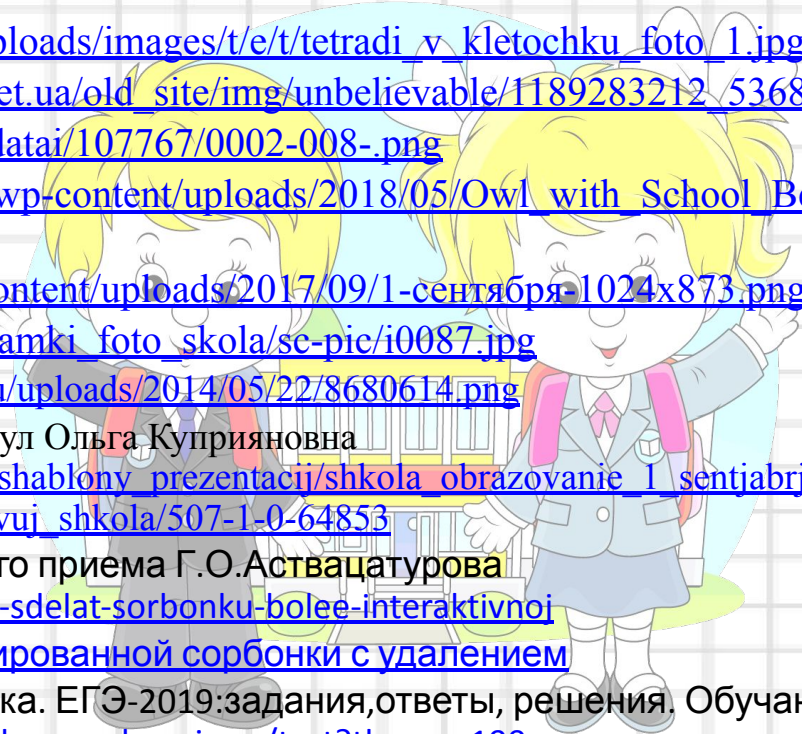 ploads/images/t/e/t/tetradi_v_kletochku_foto_1.jpg
et.ua/old_site/img/unbelievable/1189283212_5368
datai/107767/0002-008-.png
wp-content/uploads/2018/05/Owl_with_School_B
ontent/uploads/2017/09/1-сентября-1024x873.png
amki_foto_skola/sc-pic/i0087.jpg
u/uploads/2014/05/22/8680614.png
ул Ольга Куприяновна
shablony_prezentacij/shkola_obrazovanie_1_sentjabrj
vuj_shkola/507-1-0-64853
го приема Г.О.Аствацатурова
-sdelat-sorbonku-bolee-interaktivnoj
ированной сорбонки с удалением
ка. ЕГЭ-2019:задания,ответы, решения. Обуча